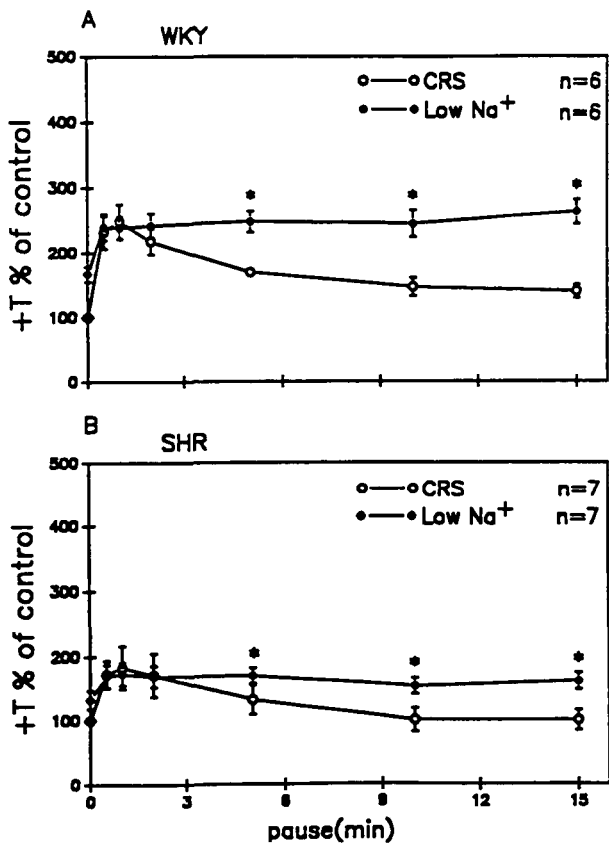 A
WKY
500
400
300
200
100
0
+T % of control
CRS n=6
Low Na⁺ n=6
*
*
*
B
SHR
500
400
300
200
100
0
+T % of control
CRS n=7
Low Na⁺ n=7
*
*
*
0 3 6 9 12 15
pause(min)